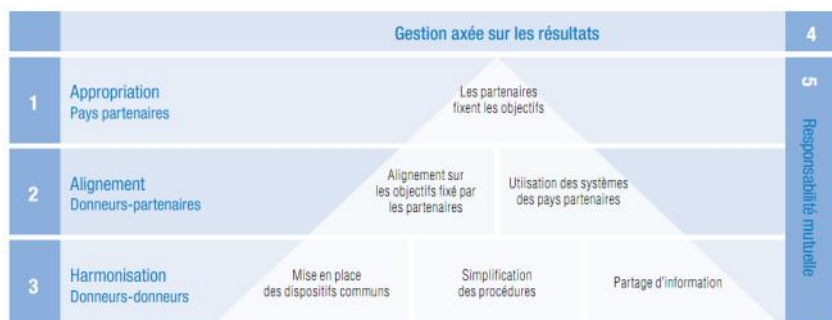 Gestion axée sur les résultats
4
1
Appropriation
Pays partenaires
Les partenaires
fixent les objectifs
2
Alignement
Donneurs-partenaires
Alignement sur
les objectifs fixé par
les partenaires
Utilisation des systèmes
des pays partenaires
3
Harmonisation
Donneurs-donneurs
Mise en place
des dispositifs communs
Simplification
des procédures
Partage d'information
5
Responsabilité mutuelle